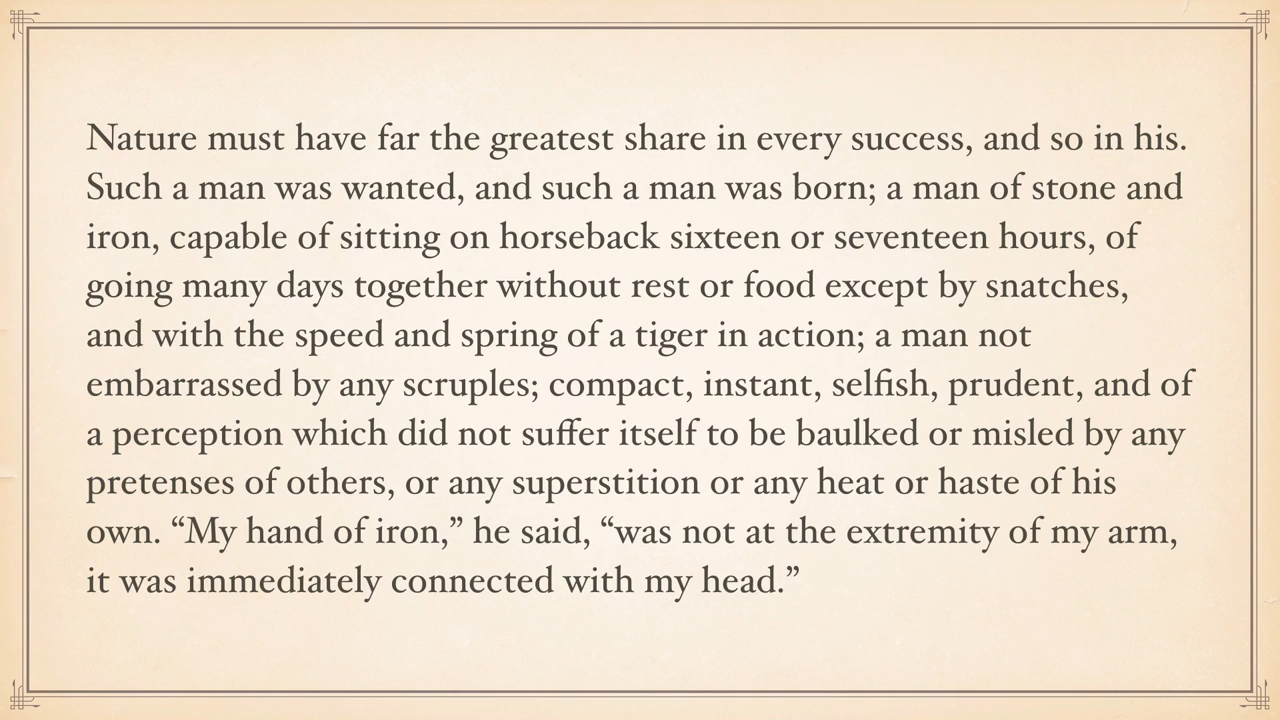 Nature must have far the greatest share in every success, and so in his.
Such a man was wanted, and such a man was born; a man of stone and
iron, capable of sitting on horseback sixteen or seventeen hours, of
going many days together without rest or food except by snatches,
and with the speed and spring of a tiger in action; a man not
embarrassed by any scruples; compact, instant, selfish, prudent, and of
a perception which did not suffer itself to be baulked or misled by any
pretenses of others, or any superstition or any heat or haste of his
own. “My hand of iron,” he said, “was not at the extremity of my arm,
it was immediately connected with my head.”